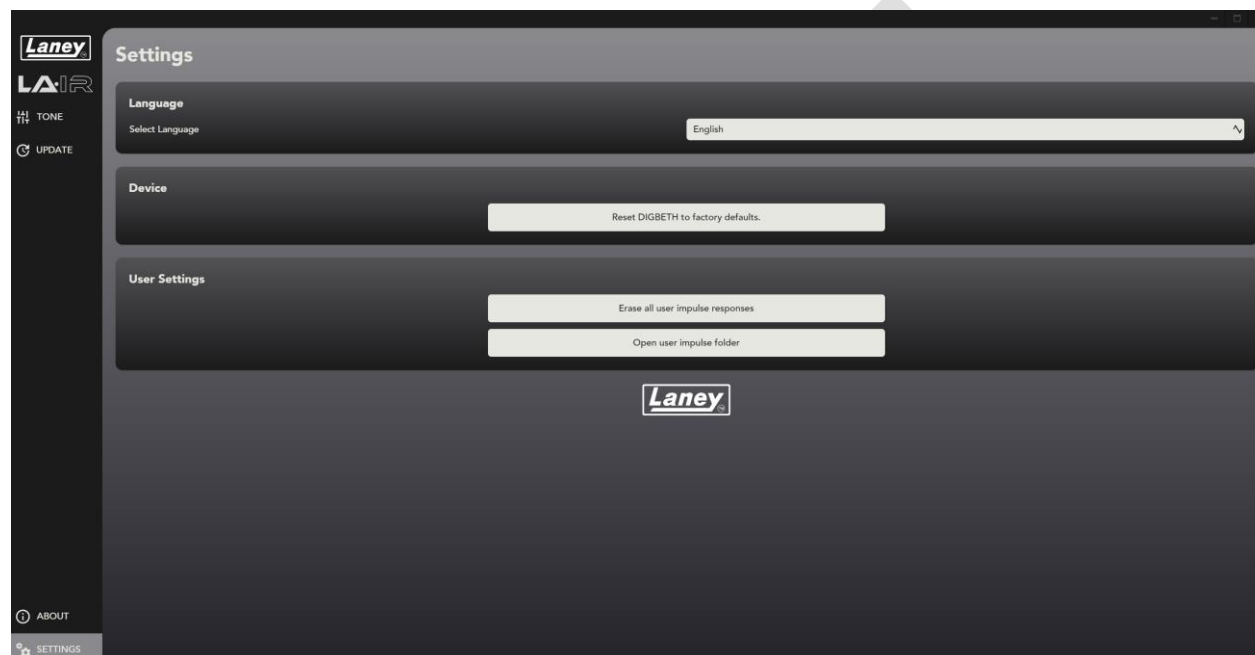 Laney
LA·IR
TONE
UPDATE
Settings
Language
Select Language
English
Device
Reset DIGBETH to factory defaults.
User Settings
Erase all user impulse responses
Open user impulse folder
Laney
ABOUT
SETTINGS